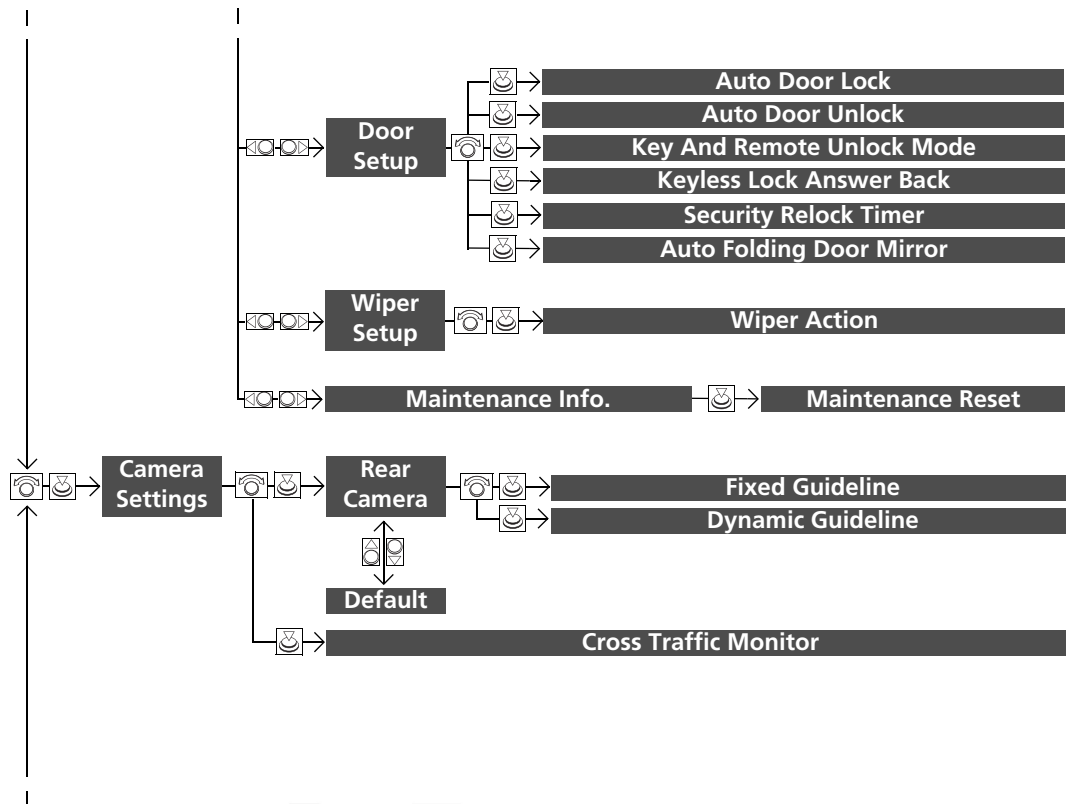 Door
Setup
Auto Door Lock
Auto Door Unlock
Key And Remote Unlock Mode
Keyless Lock Answer Back
Security Relock Timer
Auto Folding Door Mirror
Wiper
Setup
Wiper Action
Maintenance Info.
Maintenance Reset
Camera
Settings
Rear
Camera
Fixed Guideline
Dynamic Guideline
Default
Cross Traffic Monitor